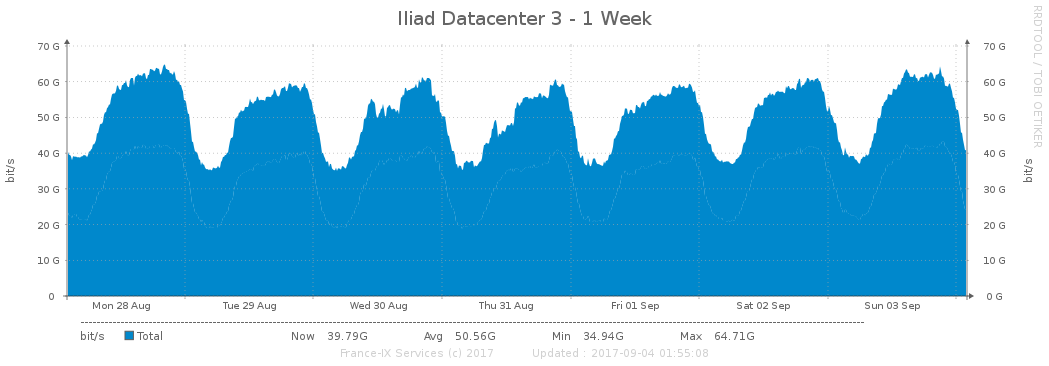 Iliad Datacenter 3 - 1 Week
RRDTOOL / TOBI OETIKER
70 G 70 G
60 G 60 G
50 G 50 G
40 G 40 G
30 G 30 G
20 G 20 G
10 G 10 G
0 0 G
bit/s bit/s
Mon 28 Aug Tue 29 Aug Wed 30 Aug Thu 31 Aug Fri 01 Sep Sat 02 Sep Sun 03 Sep
bit/s Total Now 39.79G Avg 50.56G Min 34.94G Max 64.71G
France-IX Services (c) 2017 Updated : 2017-09-04 01:55:08